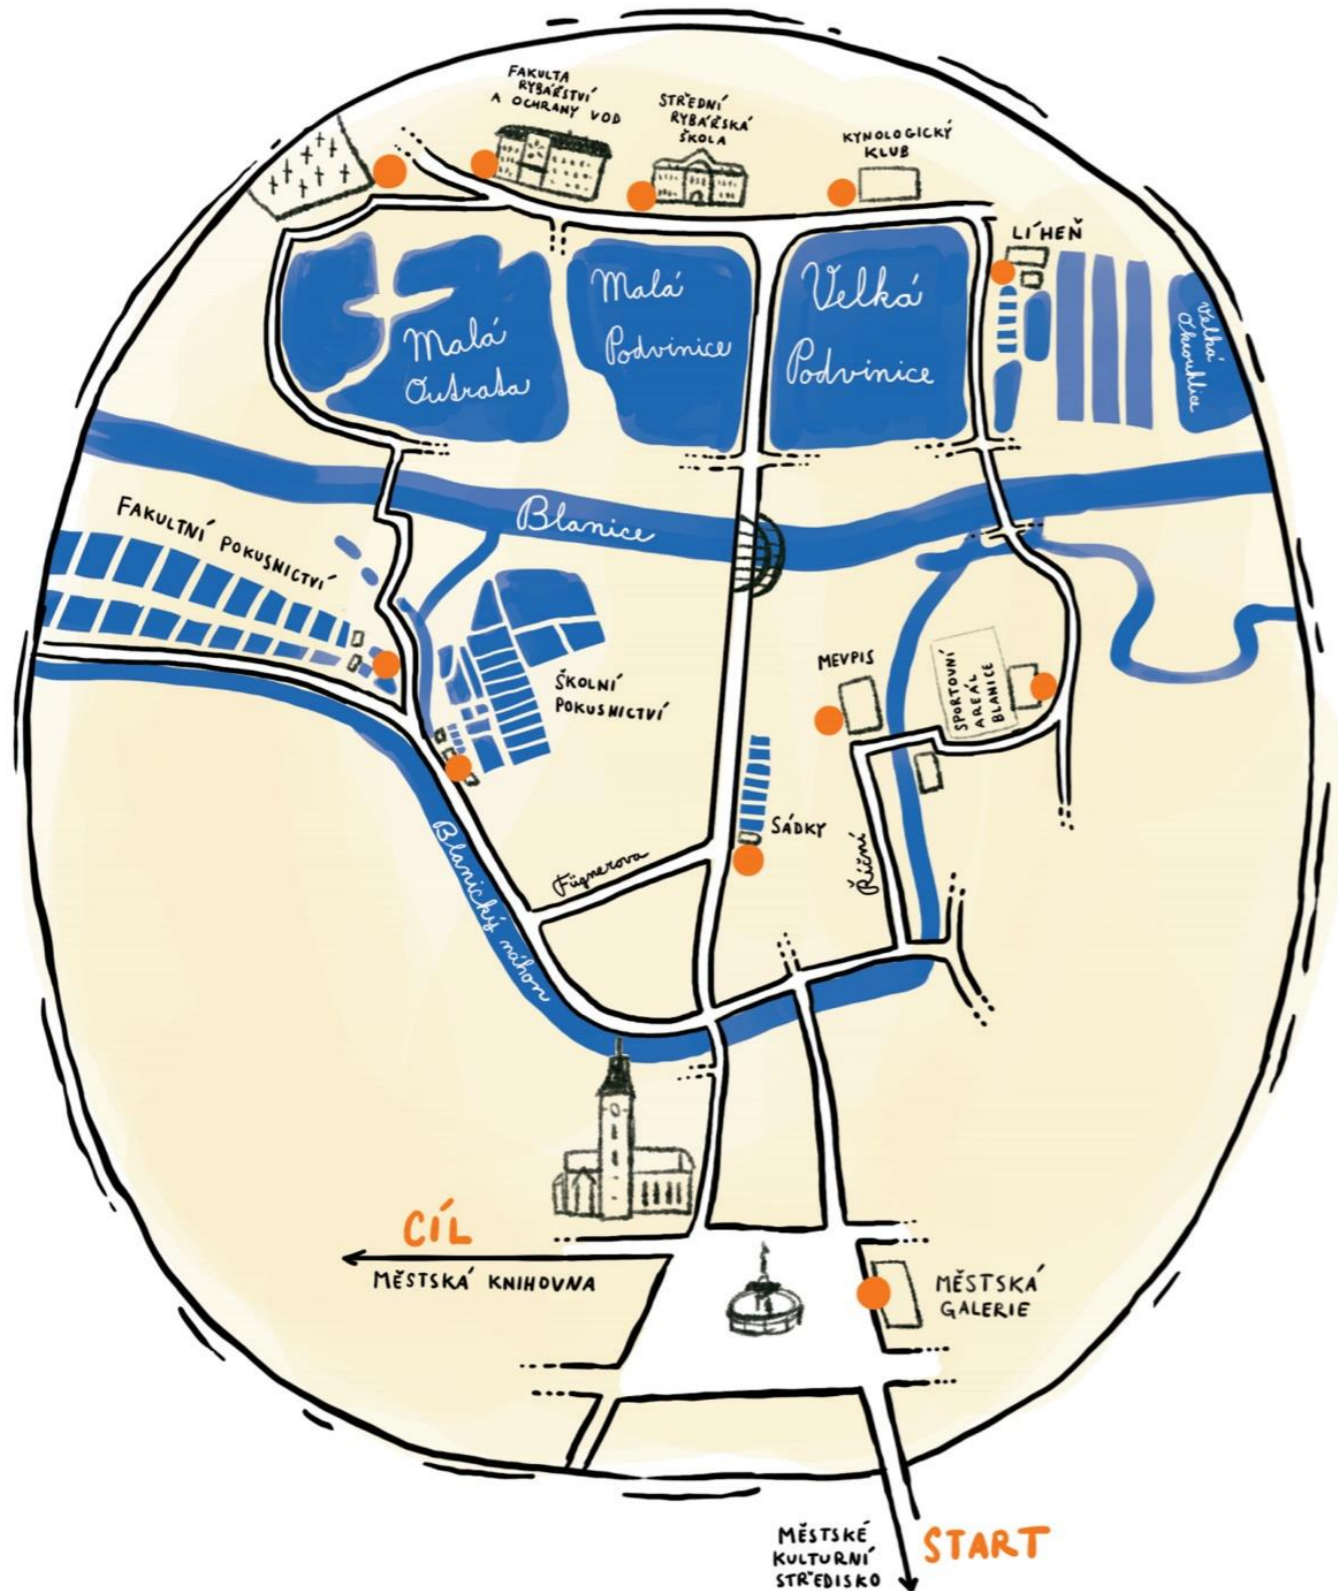 FAKULTA
RYBÁŘSTVÍ
A OCHRANY VOD
STŘEDNÍ
RYBÁŘSKÁ
ŠKOLA
KYNOLOGICKÝ
KLUB
LÍHEŇ
Malá
Outrata
Malá
Podvinice
Velká
Podvinice
Velká
Okrouhlice
Blanice
FAKULTNÍ POKUSNICTVÍ
ŠKOLNÍ
POKUSNICTVÍ
MEVPIS
SPORTOVNÍ
AREÁL
BLANICE
SÁDKY
Říční
Fügnerova
Blanický náhon
CÍL
MĚSTSKÁ KNIHOVNA
MĚSTSKÁ
GALERIE
MĚSTSKÉ
KULTURNÍ
STŘEDISKO
START